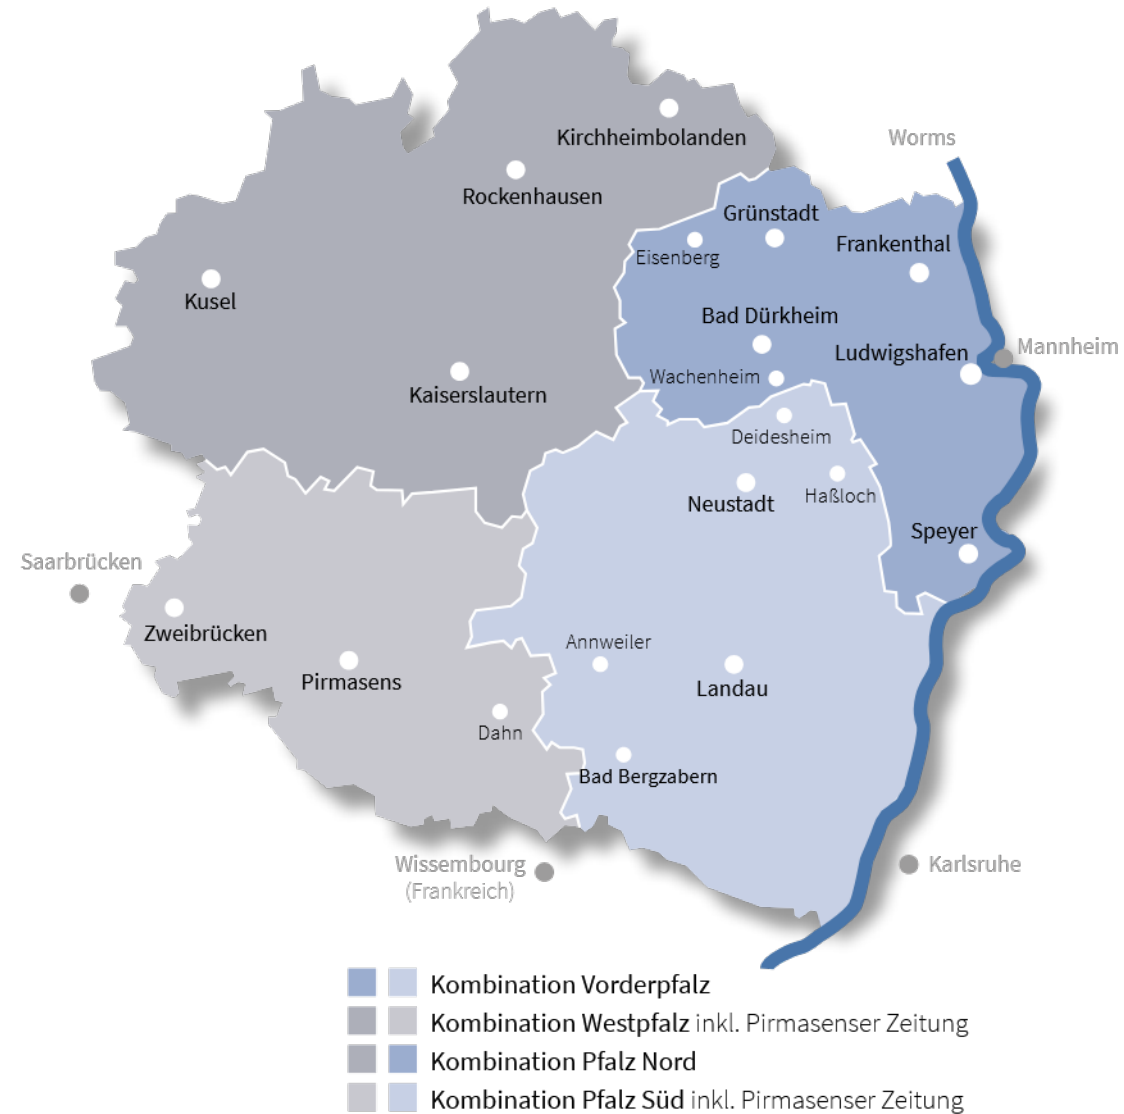 Kirchheimbolanden
Worms
Rockenhausen
Grünstadt
Frankenthal
Eisenberg
Kusel
Bad Dürkheim
Mannheim
Ludwigshafen
Wachenheim
Kaiserslautern
Deidesheim
Haßloch
Neustadt
Speyer
Saarbrücken
Zweibrücken
Annweiler
Pirmasens
Landau
Dahn
Bad Bergzabern
Wissembourg
(Frankreich)
Karlsruhe
Kombination Vorderpfalz
Kombination Westpfalz inkl. Pirmasenser Zeitung
Kombination Pfalz Nord
Kombination Pfalz Süd inkl. Pirmasenser Zeitung